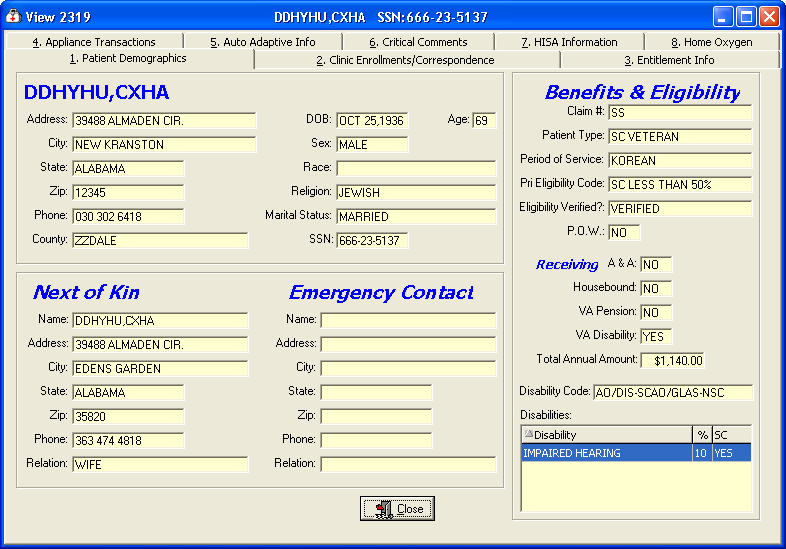 View 2319 DDHYHU,CXHA SSN:666-23-5137
4. Appliance Transactions 5. Auto Adaptive Info 6. Critical Comments 7. HISA Information 8. Home Oxygen
1. Patient Demographics 2. Clinic Enrollments/Correspondence 3. Entitlement Info
DDHYHU,CXHA
Address: 39488 ALMADEN CIR.
City: NEW KRANSTON
State: ALABAMA
Zip: 12345
Phone: 030 302 6418
County: ZZDALE
DOB: OCT 25,1936 Age: 69
Sex: MALE
Race:
Religion: JEWISH
Marital Status: MARRIED
SSN: 666-23-5137
Next of Kin
Name: DDHYHU,CXHA
Address: 39488 ALMADEN CIR.
City: EDENS GARDEN
State: ALABAMA
Zip: 35820
Phone: 363 474 4818
Relation: WIFE
Emergency Contact
Name:
Address:
City:
State:
Zip:
Phone:
Relation:
Benefits & Eligibility
Claim #: SS
Patient Type: SC VETERAN
Period of Service: KOREAN
Pri Eligibility Code: SC LESS THAN 50%
Eligibility Verified?: VERIFIED
P.O.W.: NO
Receiving A & A: NO
Housebound: NO
VA Pension: NO
VA Disability: YES
Total Annual Amount: $1,140.00
Disability Code: AO/DIS-SCAO/GLAS-NSC
Disabilities:
Disability % SC
IMPAIRED HEARING 10 YES
Close